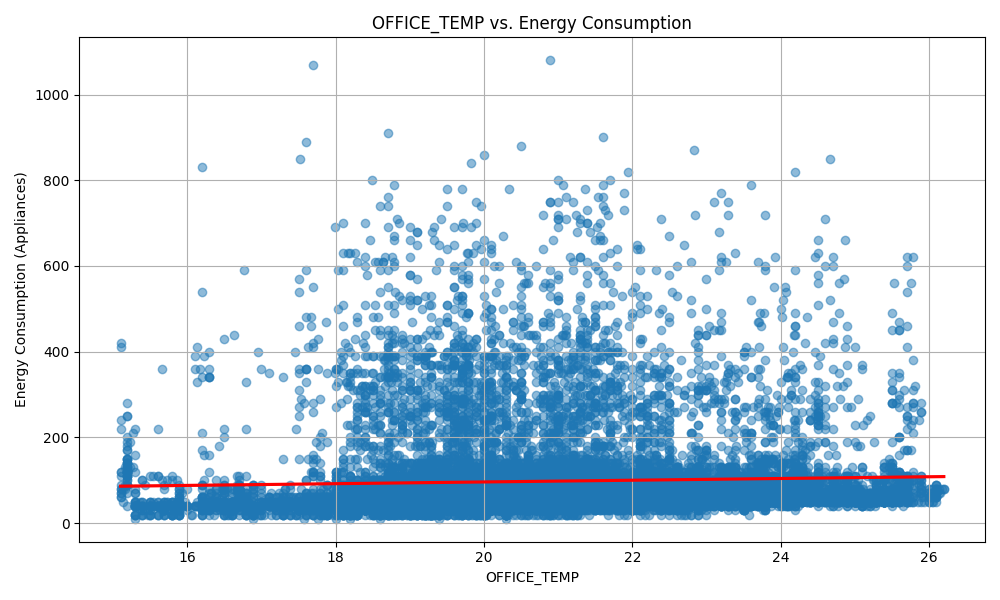 OFFICE_TEMP vs. Energy Consumption
Energy Consumption (Appliances)
1000
800
600
400
200
0
16 18 20 22 24 26
OFFICE_TEMP